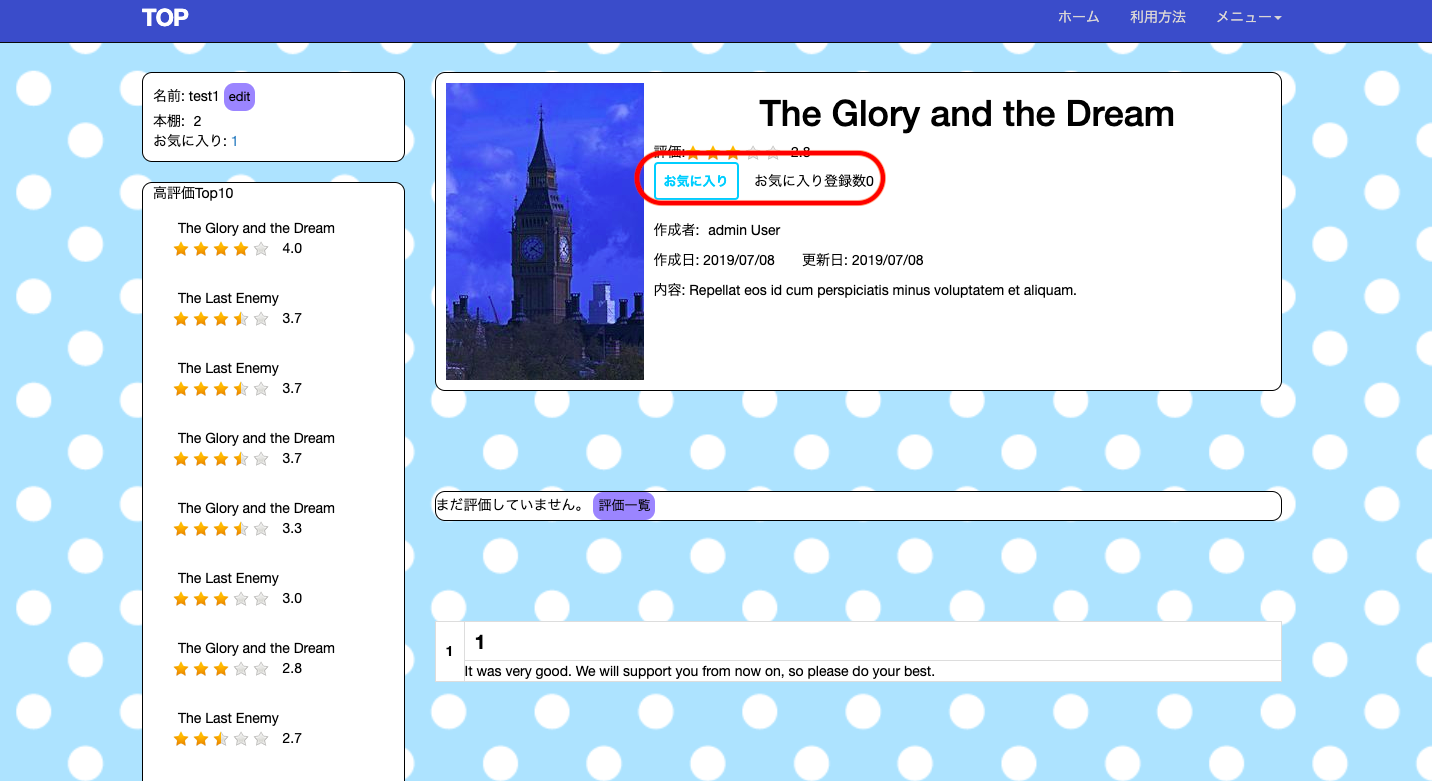 TOP ホーム 利用方法 メニュー
名前: test1 edit
本棚: 2
お気に入り: 1
高評価Top10
The Glory and the Dream
4.0
The Last Enemy
3.7
The Last Enemy
3.7
The Glory and the Dream
3.7
The Glory and the Dream
3.3
The Last Enemy
3.0
The Glory and the Dream
2.8
The Last Enemy
2.7
The Glory and the Dream
評価: 2.8
お気に入り お気に入り登録数0
作成者: admin User
作成日: 2019/07/08 更新日: 2019/07/08
内容: Repellat eos id cum perspiciatis minus voluptatem et aliquam.
まだ評価していません。 評価一覧
1 1
It was very good. We will support you from now on, so please do your best.